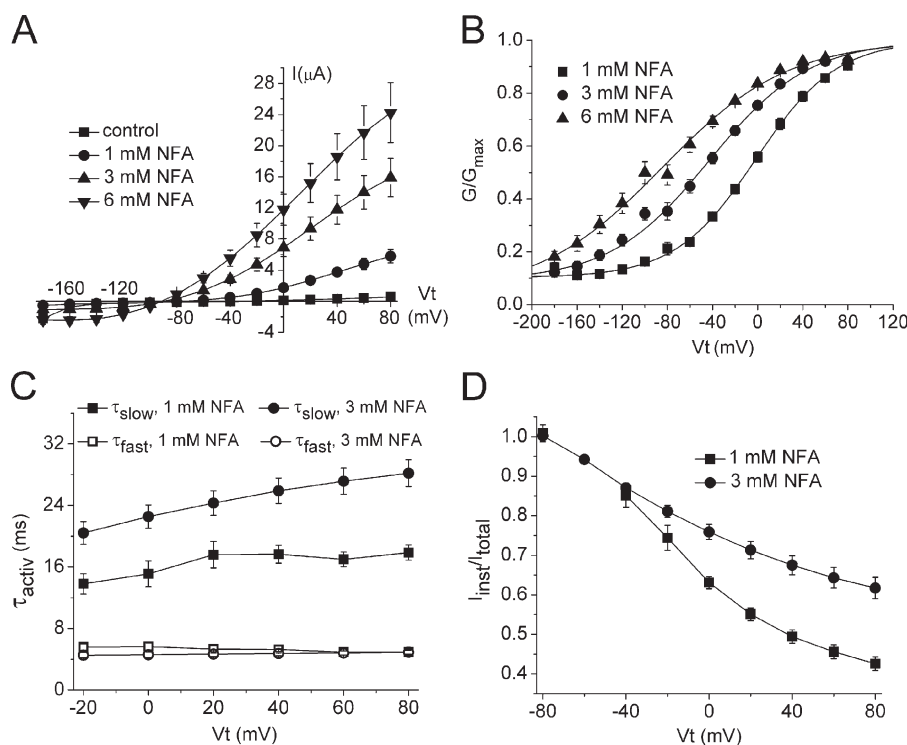 A
I(μA)
28
24
20
16
12
8
4
-4
control
1 mM NFA
3 mM NFA
6 mM NFA
-160 -120 -80 -40 0 40 80
Vt
(mV)
B
1 mM NFA
3 mM NFA
6 mM NFA
G/Gmax
1.0
0.8
0.6
0.4
0.2
0.0
-200 -160 -120 -80 -40 0 40 80 120
Vt (mV)
C
τslow, 1 mM NFA τslow, 3 mM NFA
τfast, 1 mM NFA τfast, 3 mM NFA
τactiv (ms)
32
24
16
8
0
-20 0 20 40 60 80
Vt (mV)
D
1 mM NFA
3 mM NFA
Iinst/Itotal
1.0
0.9
0.8
0.7
0.6
0.5
0.4
-80 -40 0 40 80
Vt (mV)